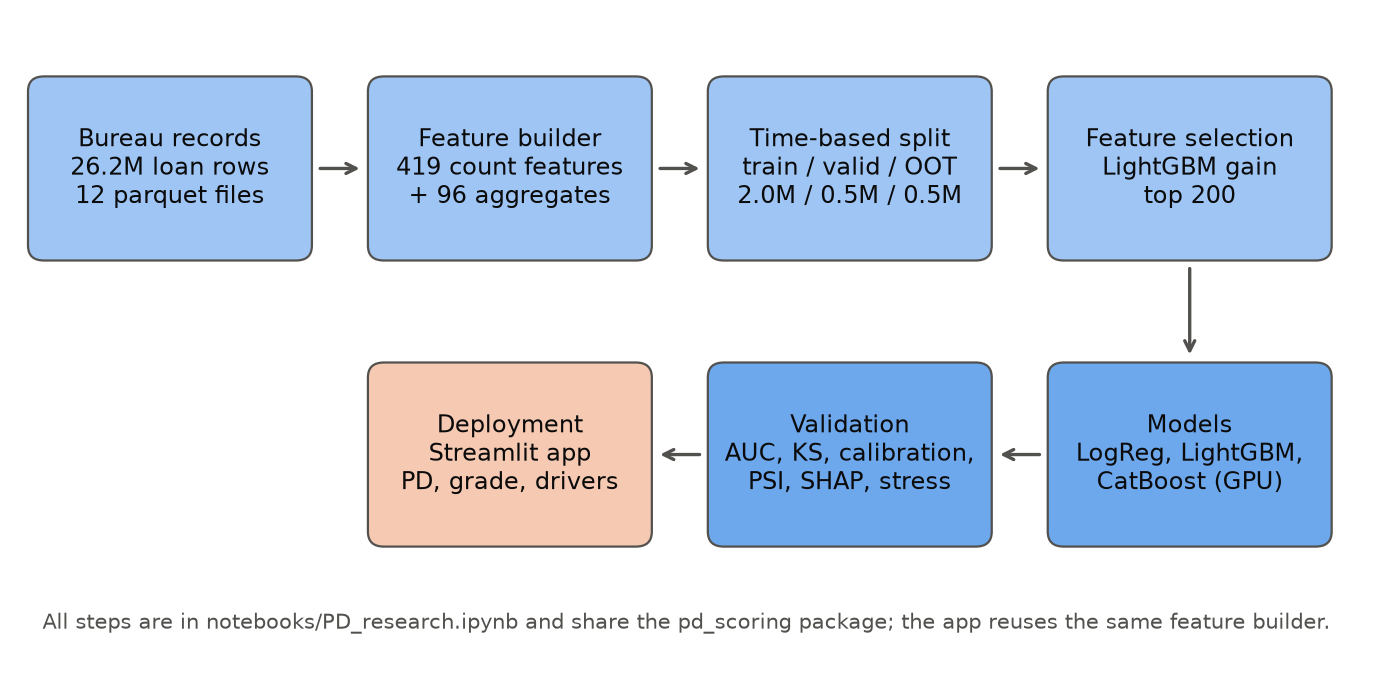 Bureau records
26.2M loan rows
12 parquet files
Feature builder
419 count features
+ 96 aggregates
Time-based split
train / valid / OOT
2.0M / 0.5M / 0.5M
Feature selection
LightGBM gain
top 200
Models
LogReg, LightGBM,
CatBoost (GPU)
Validation
AUC, KS, calibration,
PSI, SHAP, stress
Deployment
Streamlit app
PD, grade, drivers
All steps are in notebooks/PD_research.ipynb and share the pd_scoring package; the app reuses the same feature builder.